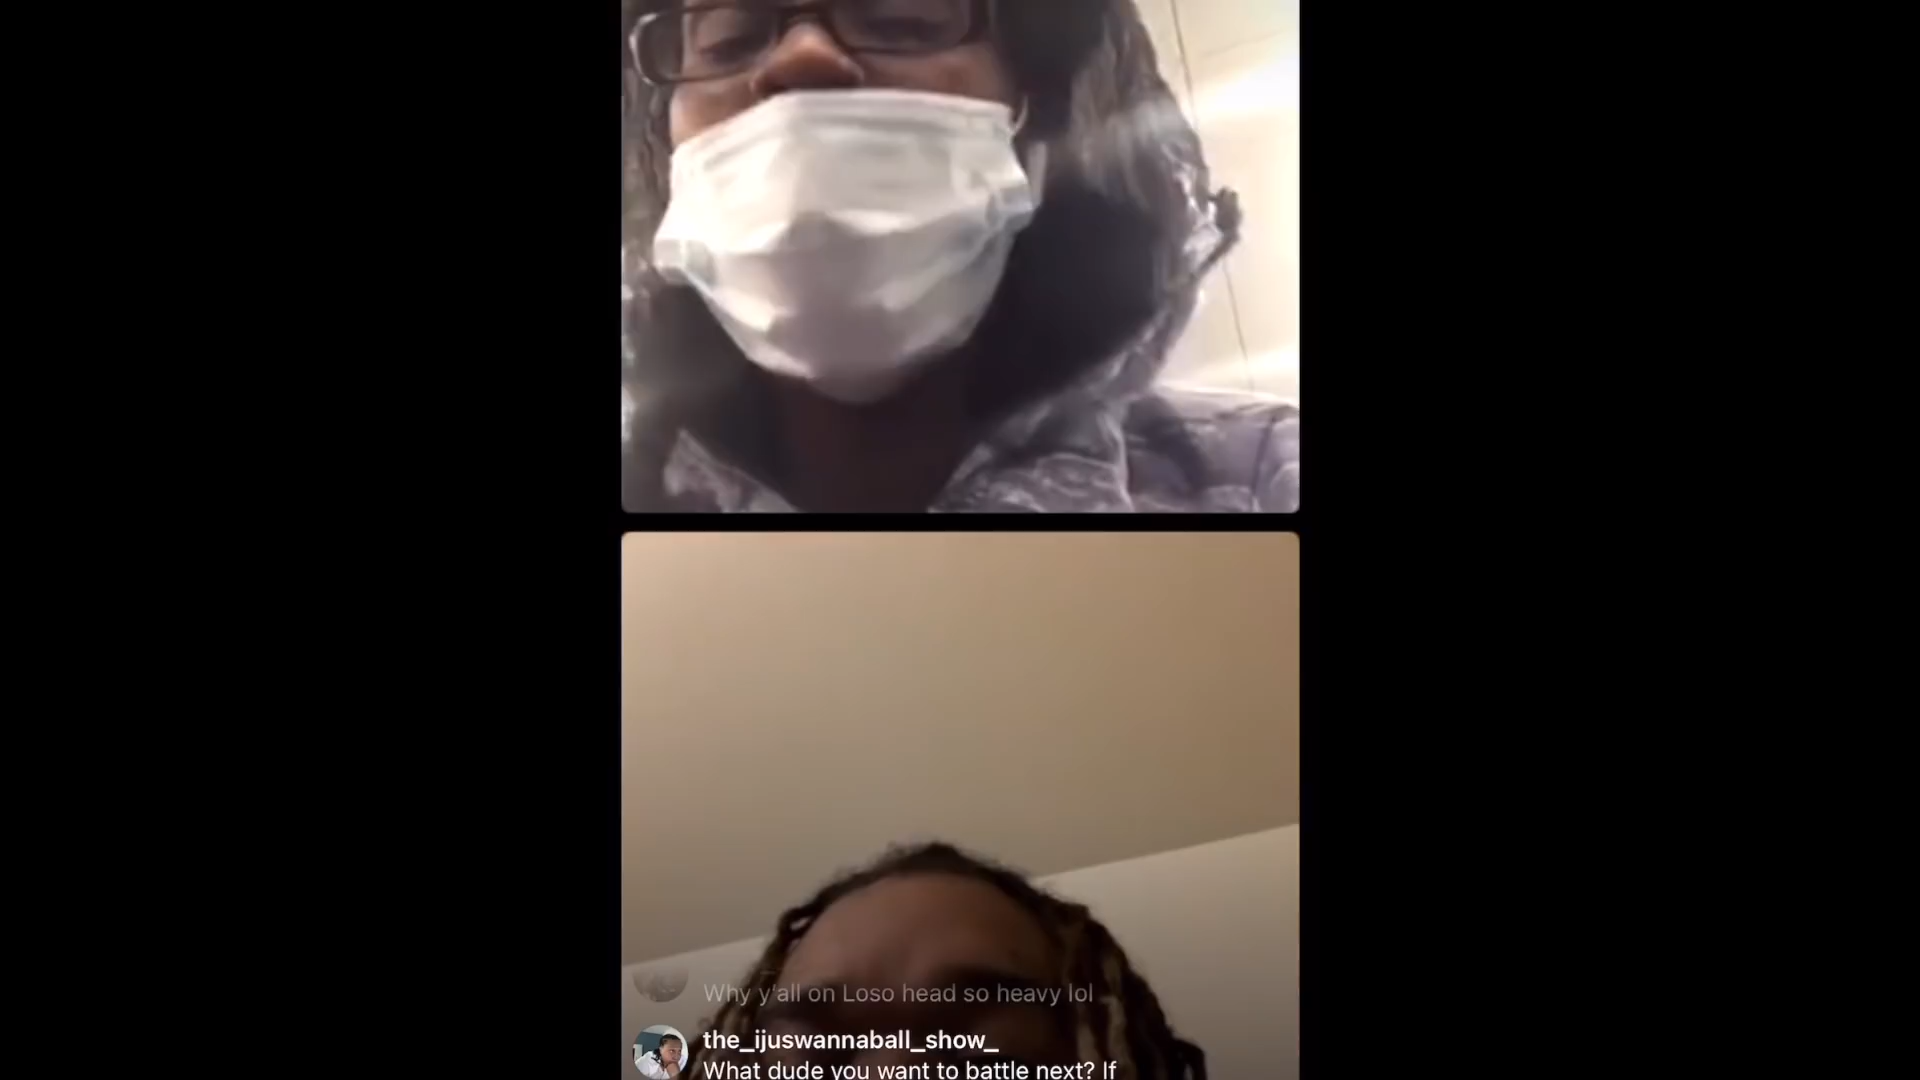 Why y'all on Loso head so heavy lol
the_ijuswannaball_show_
What dude you want to battle next? If